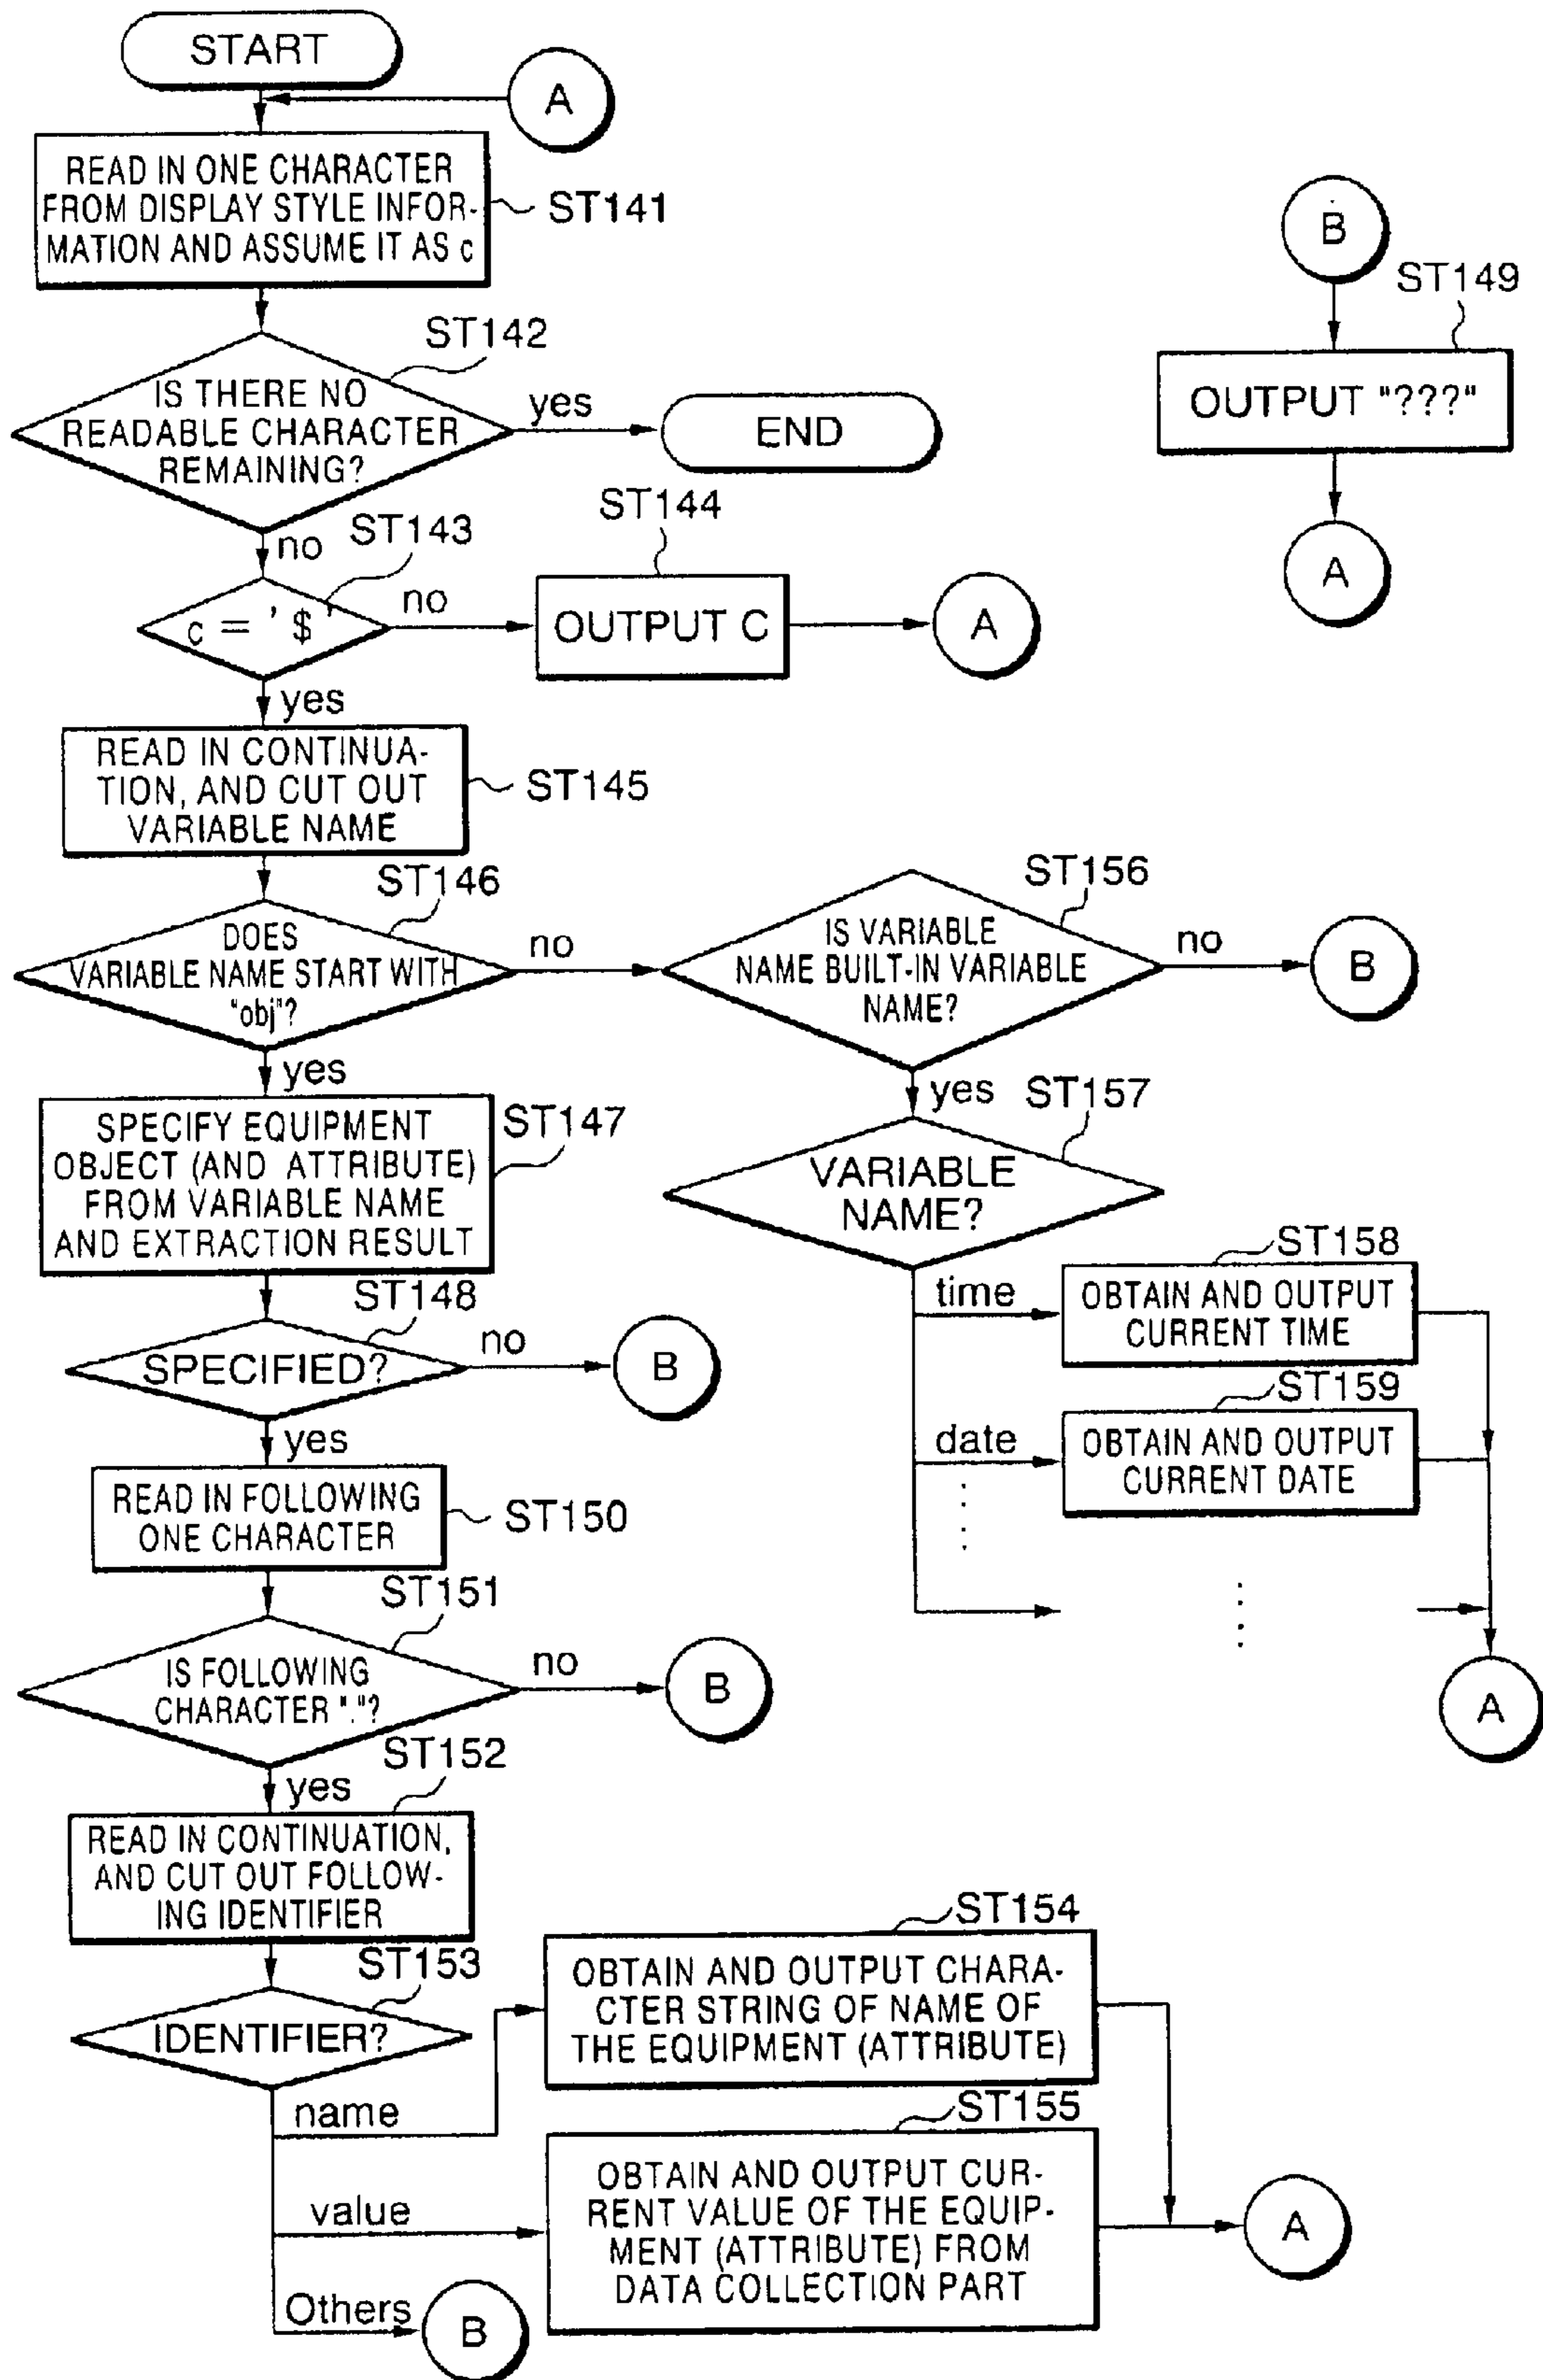 START
A
READ IN ONE CHARACTER
FROM DISPLAY STYLE INFOR-
MATION AND ASSUME IT AS c
ST141
B
ST149
OUTPUT "???"
A
ST142
IS THERE NO
READABLE CHARACTER
REMAINING?
yes
END
no
ST143
c = '$'
no
ST144
OUTPUT C
A
yes
READ IN CONTINUA-
TION, AND CUT OUT
VARIABLE NAME
ST145
ST146
DOES
VARIABLE NAME START WITH
"obj"?
no
ST156
IS VARIABLE
NAME BUILT-IN VARIABLE
NAME?
no
B
yes
yes
ST157
VARIABLE
NAME?
SPECIFY EQUIPMENT
OBJECT (AND ATTRIBUTE)
FROM VARIABLE NAME
AND EXTRACTION RESULT
ST147
time
ST158
OBTAIN AND OUTPUT
CURRENT TIME
date
ST159
OBTAIN AND OUTPUT
CURRENT DATE
A
ST148
SPECIFIED?
no
B
yes
READ IN FOLLOWING
ONE CHARACTER
ST150
ST151
IS FOLLOWING
CHARACTER "."?
no
B
yes
ST152
READ IN CONTINUATION,
AND CUT OUT FOLLOW-
ING IDENTIFIER
ST153
IDENTIFIER?
name
ST154
OBTAIN AND OUTPUT CHARA-
CTER STRING OF NAME OF
THE EQUIPMENT (ATTRIBUTE)
value
ST155
OBTAIN AND OUTPUT CUR-
RENT VALUE OF THE EQUIP-
MENT (ATTRIBUTE) FROM
DATA COLLECTION PART
A
Others
B